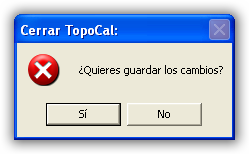 Cerrar TopoCal:
¿Quieres guardar los cambios?
Sí
No